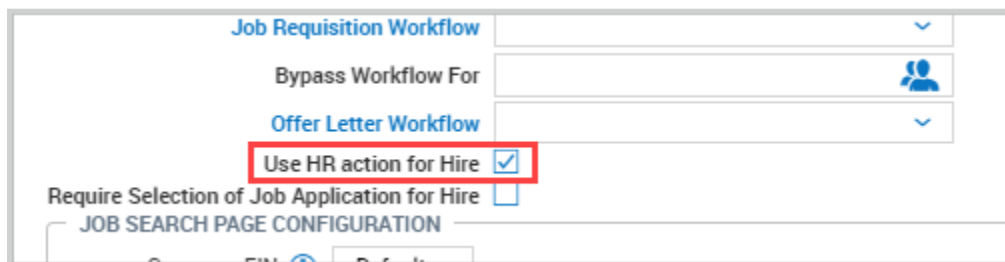 Job Requisition Workflow
Bypass Workflow For
Offer Letter Workflow
Use HR action for Hire
Require Selection of Job Application for Hire
JOB SEARCH PAGE CONFIGURATION
EIN